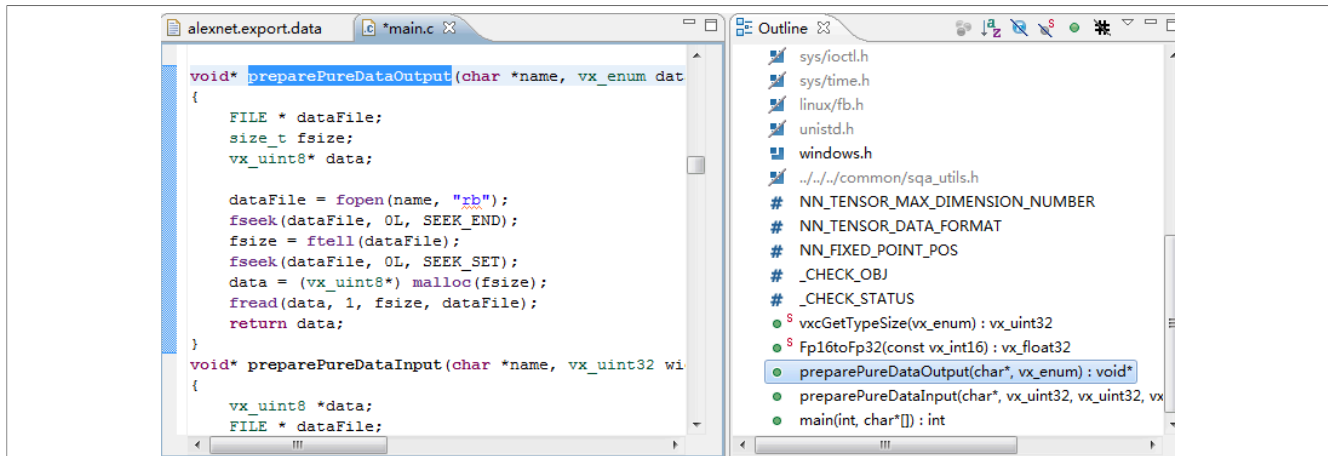 alexnet.export.data
*main.c
void* preparePureDataOutput(char *name, vx_enum dat
{
FILE * dataFile;
size_t fsize;
vx_uint8* data;
dataFile = fopen(name, "rb");
fseek(dataFile, 0L, SEEK_END);
fsize = ftell(dataFile);
fseek(dataFile, 0L, SEEK_SET);
data = (vx_uint8*) malloc(fsize);
fread(data, 1, fsize, dataFile);
return data;
}
void* preparePureDataInput(char *name, vx_uint32 wi
{
vx_uint8 *data;
FILE * dataFile;
Outline
sys/ioctl.h
sys/time.h
linux/fb.h
unistd.h
windows.h
../../../common/sqa_utils.h
# NN_TENSOR_MAX_DIMENSION_NUMBER
# NN_TENSOR_DATA_FORMAT
# NN_FIXED_POINT_POS
# _CHECK_OBJ
# _CHECK_STATUS
S vxcGetTypeSize(vx_enum) : vx_uint32
S Fp16toFp32(const vx_int16) : vx_float32
preparePureDataOutput(char*, vx_enum) : void*
preparePureDataInput(char*, vx_uint32, vx_uint32, vx
main(int, char*[]) : int